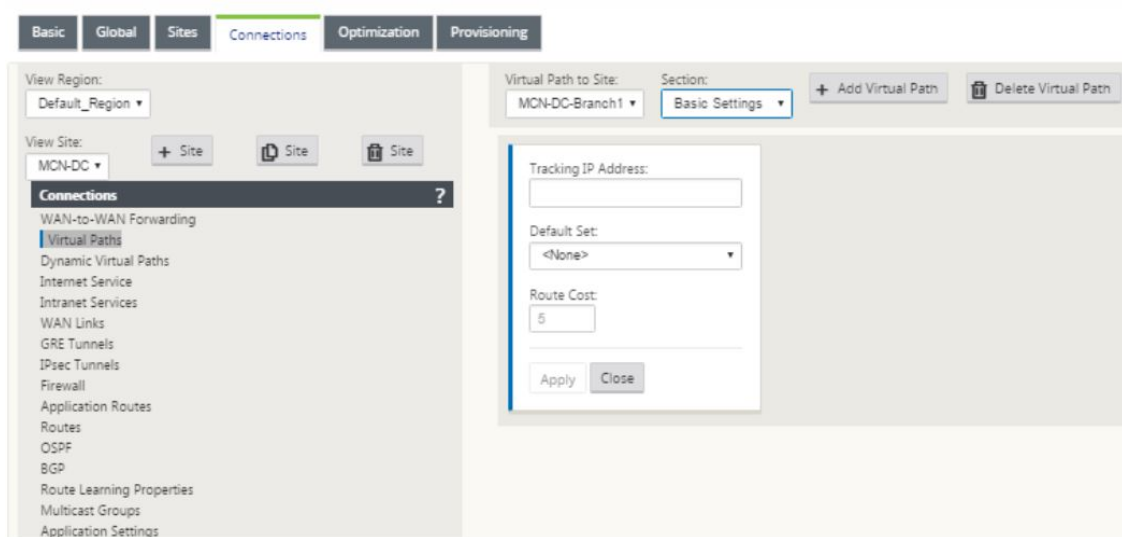 Basic Global Sites Connections Optimization Provisioning
View Region:
Default_Region
View Site:
MCN-DC
+ Site
Site
Site
Connections ?
WAN-to-WAN Forwarding
Virtual Paths
Dynamic Virtual Paths
Internet Service
Intranet Services
WAN Links
GRE Tunnels
IPsec Tunnels
Firewall
Application Routes
Routes
OSPF
BGP
Route Learning Properties
Multicast Groups
Application Settings
Virtual Path to Site: Section:
MCN-DC-Branch1 Basic Settings + Add Virtual Path Delete Virtual Path
Tracking IP Address:
Default Set:
<None>
Route Cost:
5
Apply Close